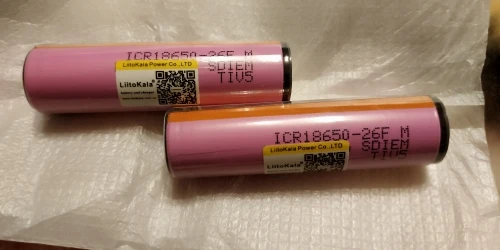 ICR18650-26F M
SDIEM
TIV5
LiitoKala Power Co.,LTD
LiitoKala
ICR18650-26F M
SDIEM
TIV5
LiitoKala Power Co.,LTD
LiitoKala